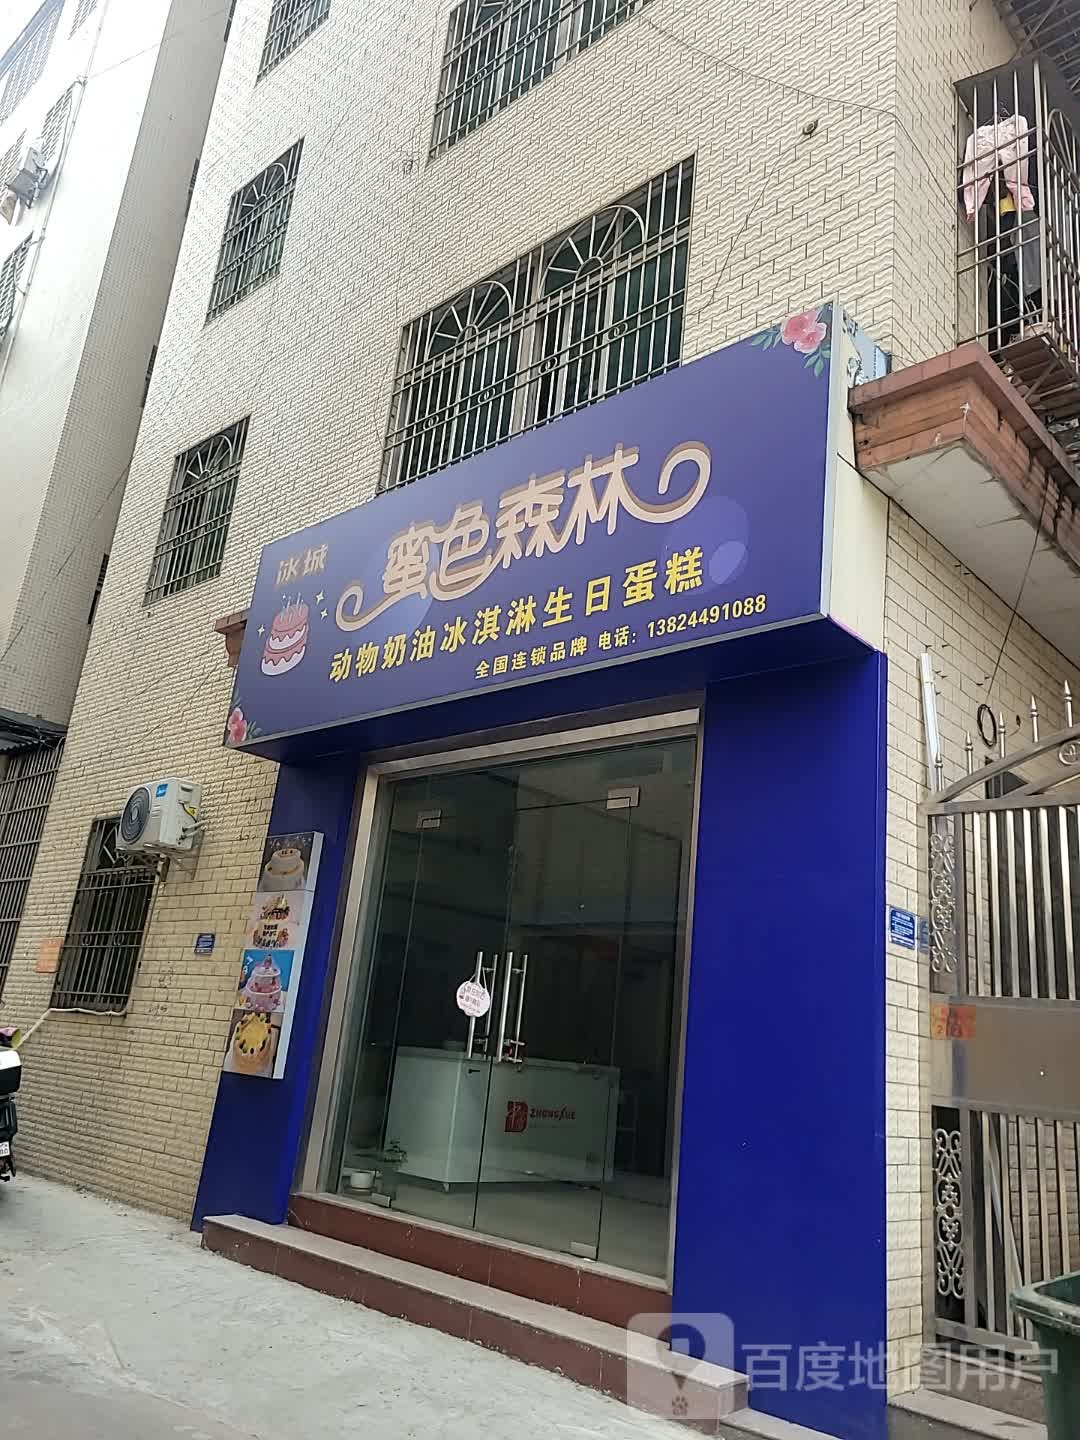 冰城
蜜色森林
动物奶油冰淇淋生日蛋糕
全国连锁品牌 电话: 13824491088
ZHONGXUE
百度地图用户